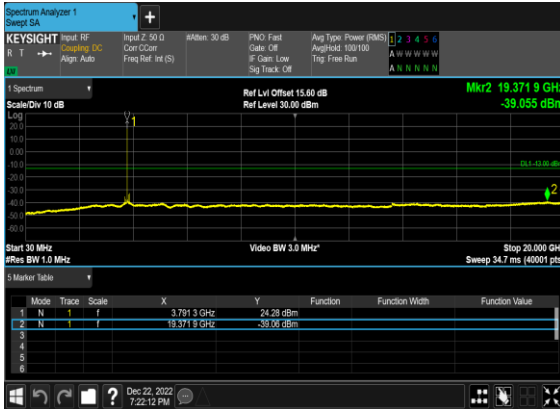 Spectrum Analyzer 1
Swept SA
+
KEYSIGHT Input: RF Input Z: 50 Ω #Atten: 30 dB PNO: Fast Avg Type: Power (RMS) 1 2 3 4 5 6
R T Coupling: DC Corr CCorr Gate: Off Avg|Hold: 100/100 A W W W W W
Align: Auto Freq Ref: Int (S) IF Gain: Low Trig: Free Run
Sig Track: Off A N N N N N
1 Spectrum Ref Lvl Offset 15.60 dB Mkr2 19.371 9 GHz
Scale/Div 10 dB Ref Level 30.00 dBm -39.055 dBm
Log
20.0
1
10.0
0.00
-10.0 DL1 -13.00 dBm
-20.0
-30.0 2
-40.0
-50.0
-60.0
Start 30 MHz Video BW 3.0 MHz* Stop 20.000 GHz
#Res BW 1.0 MHz Sweep 34.7 ms (40001 pts)
5 Marker Table
Mode Trace Scale X Y Function Function Width Function Value
1 N 1 f 3.791 3 GHz 24.28 dBm
2 N 1 f 19.371 9 GHz -39.06 dBm
3
4
5
6
? Dec 22, 2022
7:22:12 PM